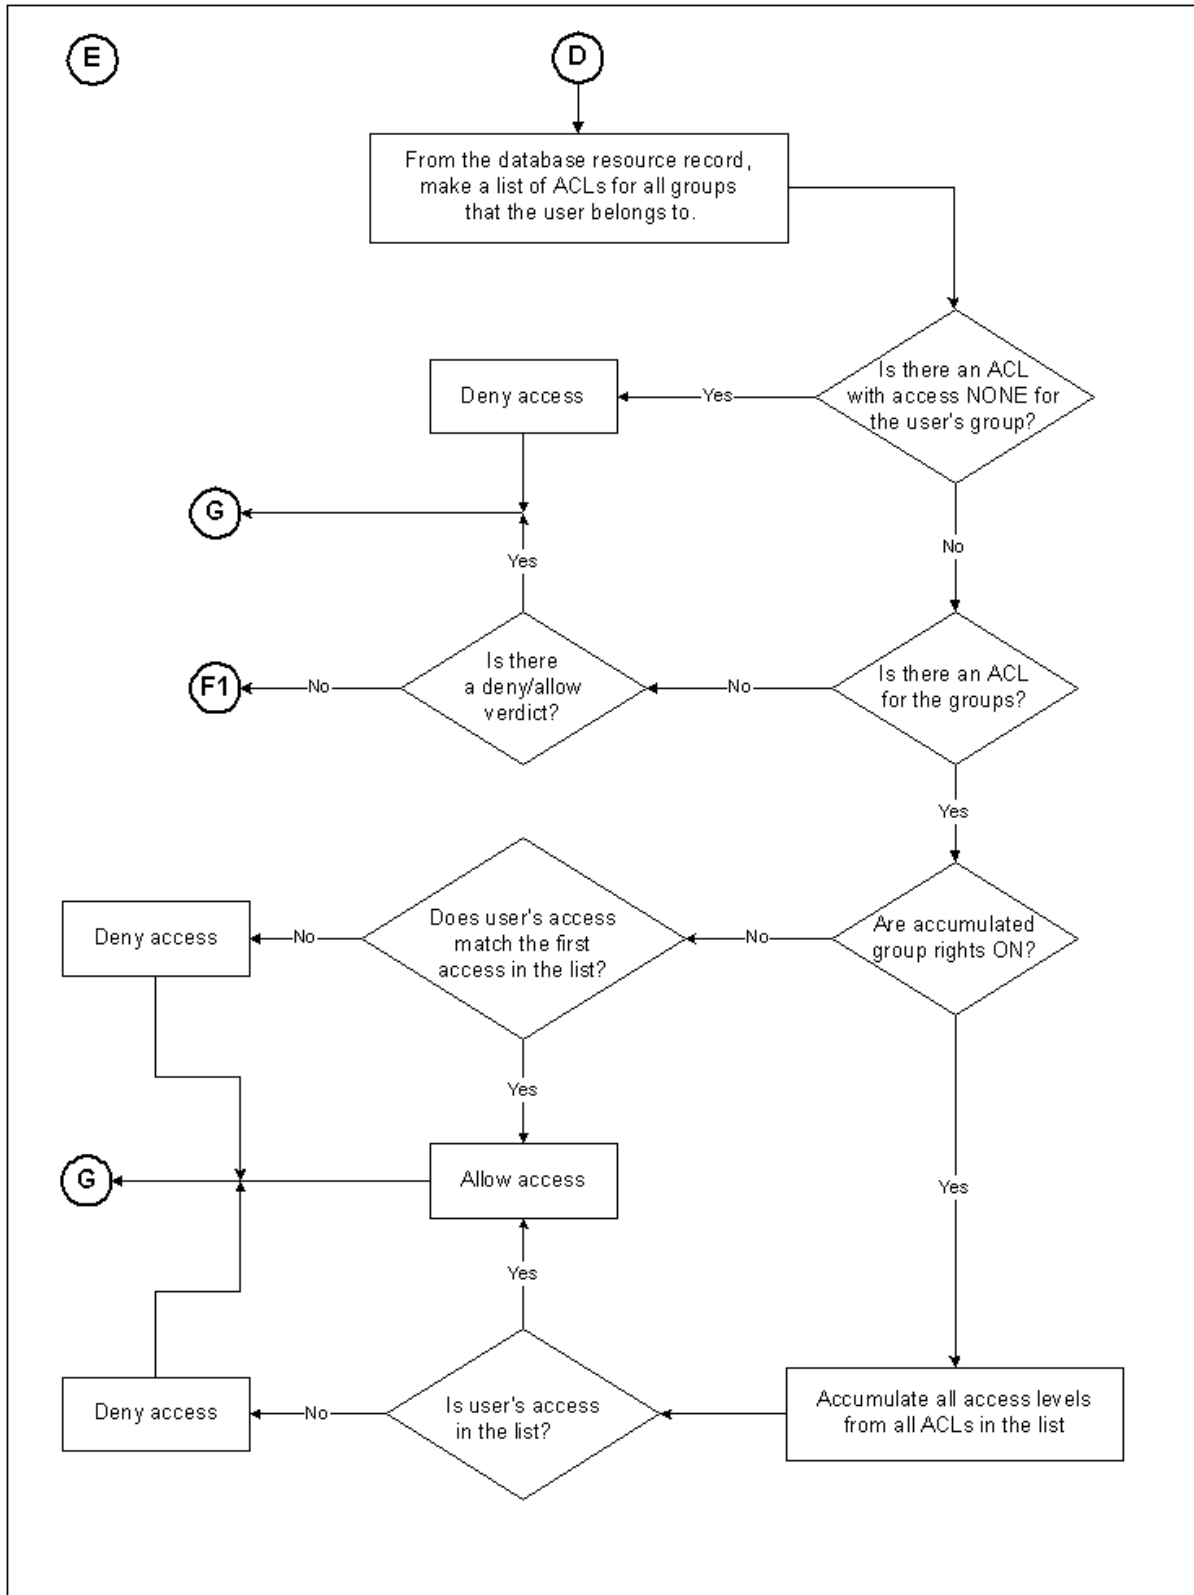 E
D
From the database resource record,
make a list of ACLs for all groups
that the user belongs to.
Is there an ACL
with access NONE for
the user's group?
Yes
Deny access
G
No
Yes
Is there an ACL
for the groups?
No
Is there
a deny/allow
verdict?
No
F1
Yes
Are accumulated
group rights ON?
No
Does user's access
match the first
access in the list?
No
Deny access
Yes
Allow access
G
Yes
Yes
Accumulate all access levels
from all ACLs in the list
Is user's access
in the list?
No
Deny access